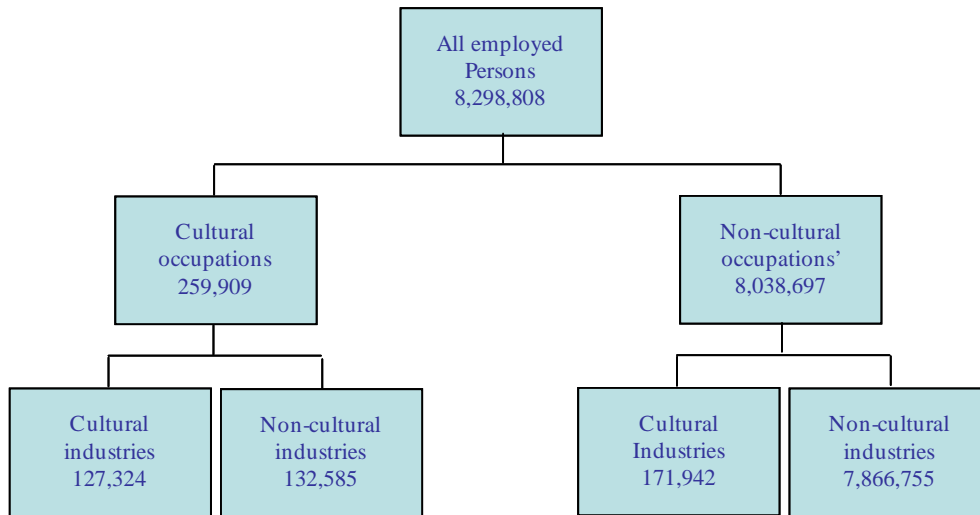 All employed
Persons
8,298,808
Cultural
occupations
259,909
Non-cultural
occupations’
8,038,697
Cultural
industries
127,324
Non-cultural
industries
132,585
Cultural
Industries
171,942
Non-cultural
industries
7,866,755